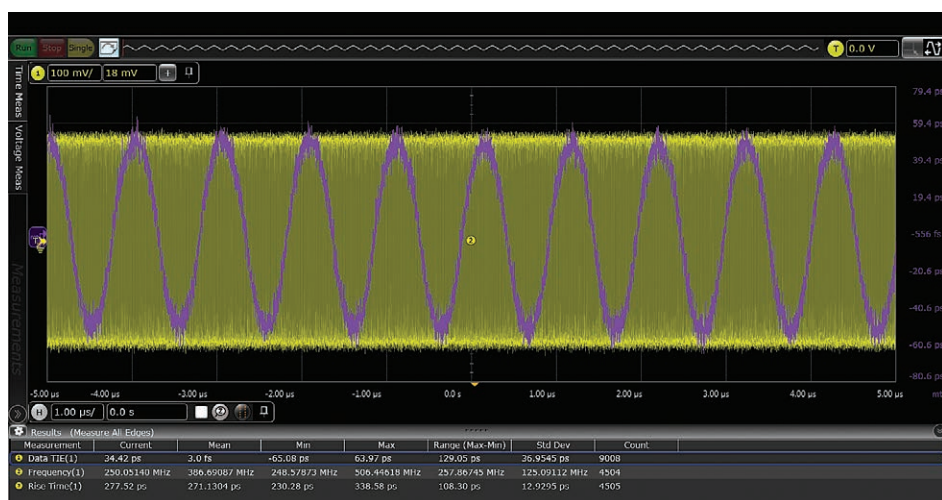 Run Stop Single T 0.0 V
1 100 mV/ 18 mV +
Time Meas
Voltage Meas
Measurements
79.4 ps
59.4 ps
39.4 ps
19.4 ps
-556 fs
-20.6 ps
-40.6 ps
-60.6 ps
-80.6 ps
T
2
-5.00 µs -4.00 µs -3.00 µs -2.00 µs -1.00 µs 0.0 s 1.00 µs 2.00 µs 3.00 µs 4.00 µs 5.00 µs
H 1.00 µs/ 0.0 s
Results (Measure All Edges)
Measurement Current Mean Min Max Range (Max-Min) Std Dev Count
Data TIE(1) 34.42 ps 3.0 fs -65.08 ps 63.97 ps 129.05 ps 36.9545 ps 9008
Frequency(1) 250.05140 MHz 386.69087 MHz 248.57873 MHz 506.44618 MHz 257.86745 MHz 125.09112 MHz 4504
Rise Time(1) 277.52 ps 271.1304 ps 230.28 ps 338.58 ps 108.30 ps 12.9295 ps 4505